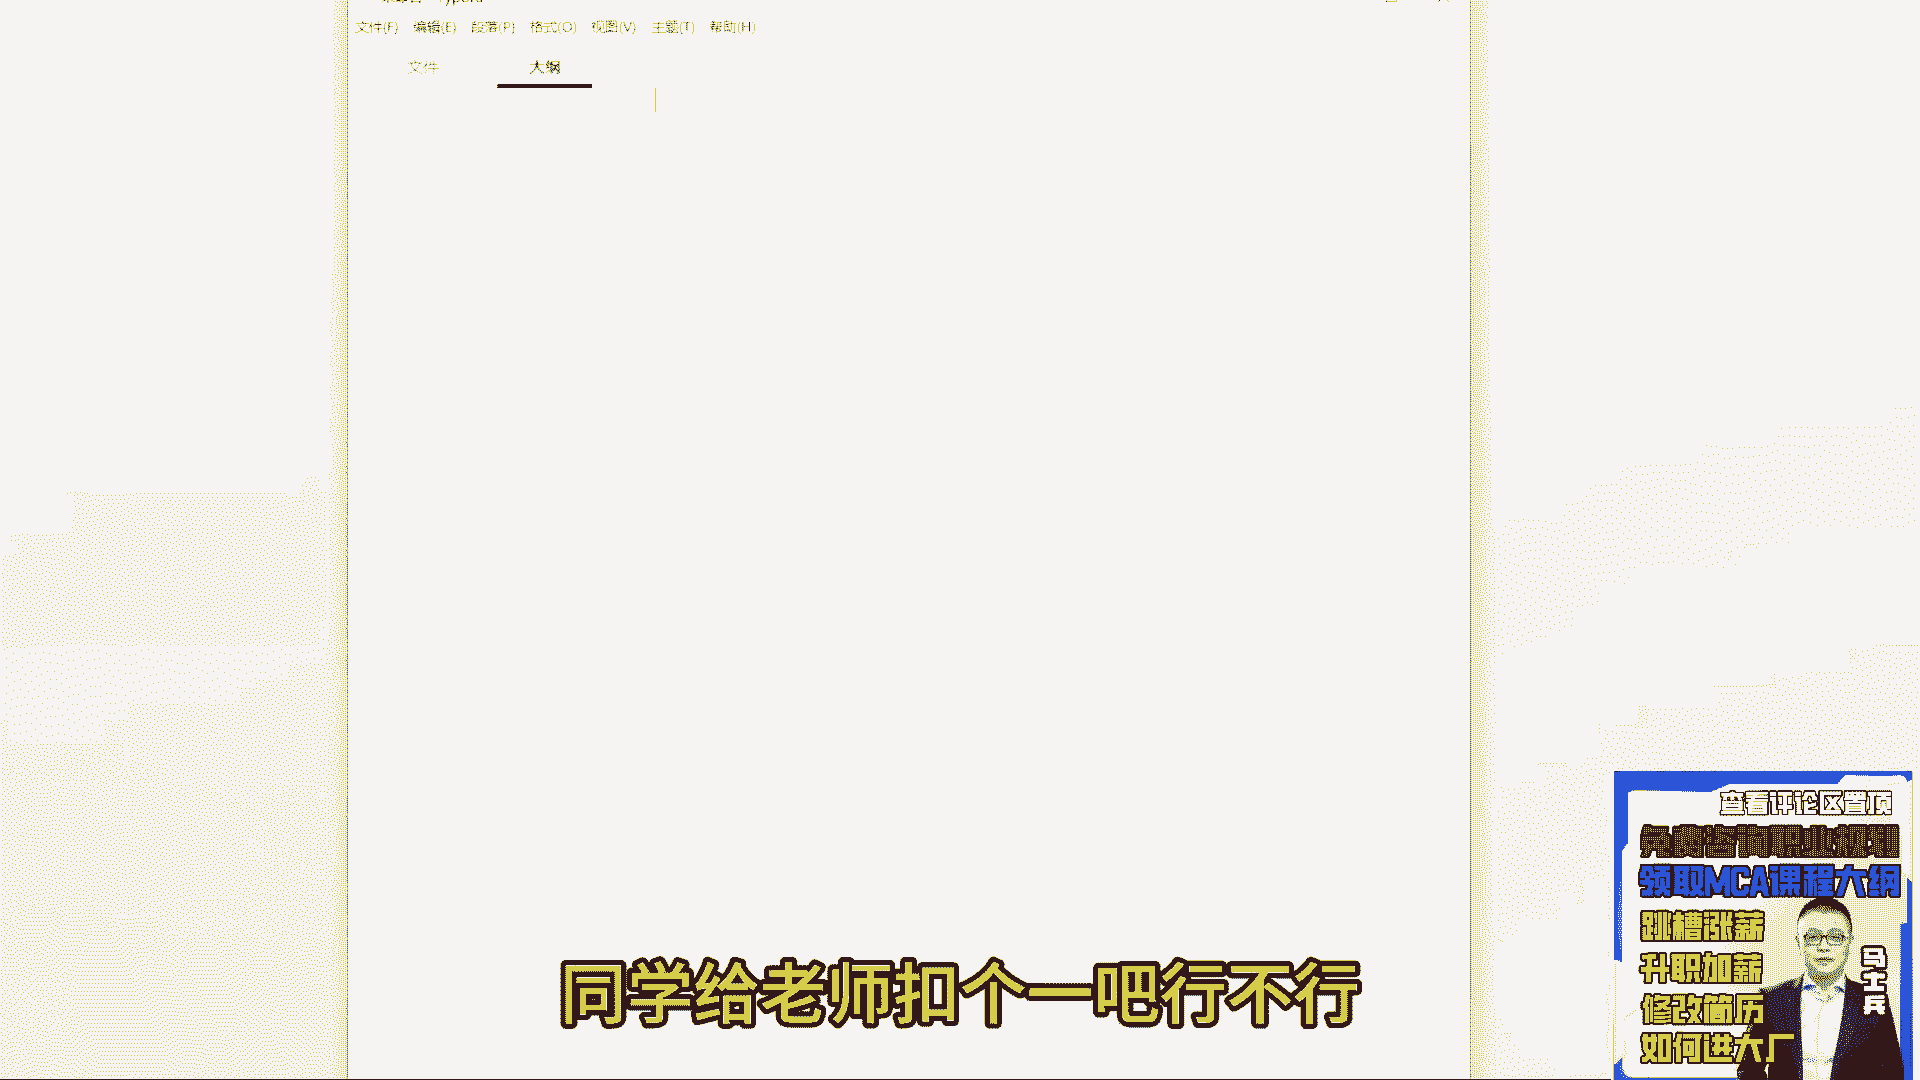 文件(F) 编辑(E) 段落(P) 格式(O) 视图(V) 主题(T) 帮助(H)
文件 大纲
查看评论区置顶
免费咨询职业规划
领取MCA课程大纲
跳槽涨薪
升职加薪
修改简历
如何进大厂
马士兵
同学给老师扣个一吧行不行